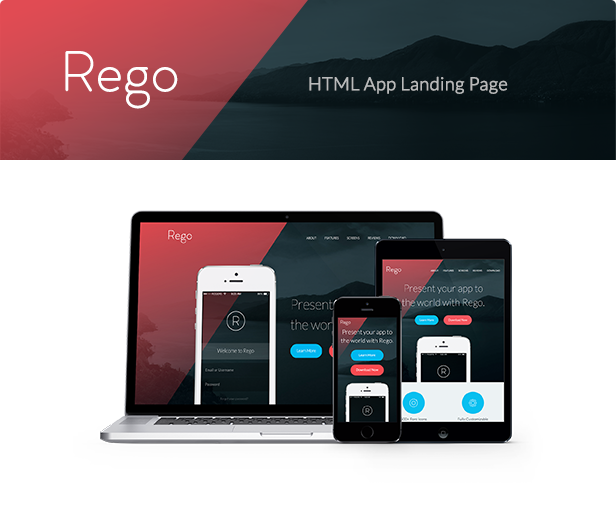 Rego
HTML App Landing Page
Rego
ABOUT FEATURES SCREENS REVIEWS DOWNLOAD
Present
the world
Learn More
R
Welcome to Rego
Email or Username
Password
Rego
ABOUT FEATURES SCREENS REVIEWS DOWNLOAD
Present your app to
the world with Rego.
Learn More
Download Now
R
Fully Customizable
Rego
Present your app to
the world with Rego.
Learn More
Download Now
R